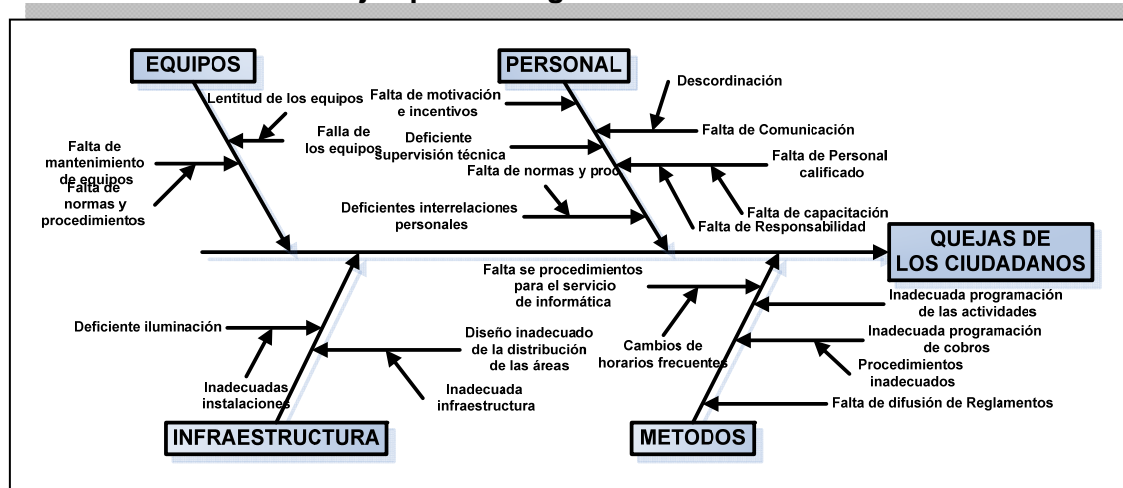 EQUIPOS
Lentitud de los equipos
Falla de
los equipos
Falta de
mantenimiento
de equipos
Falta de
normas y
procedimientos
PERSONAL
Falta de motivación
e incentivos
Deficiente
supervisión técnica
Falta de normas y proc
Deficientes interrelaciones
personales
Descordinación
Falta de Comunicación
Falta de Personal
calificado
Falta de capacitación
Falta de Responsabilidad
QUEJAS DE
LOS CIUDADANOS
Deficiente iluminación
Inadecuadas
instalaciones
Diseño inadecuado
de la distribución
de las áreas
Inadecuada
infraestructura
INFRAESTRUCTURA
Falta se procedimientos
para el servicio
de informática
Cambios de
horarios frecuentes
Inadecuada programación
de las actividades
Inadecuada programación
de cobros
Procedimientos
inadecuados
Falta de difusión de Reglamentos
METODOS